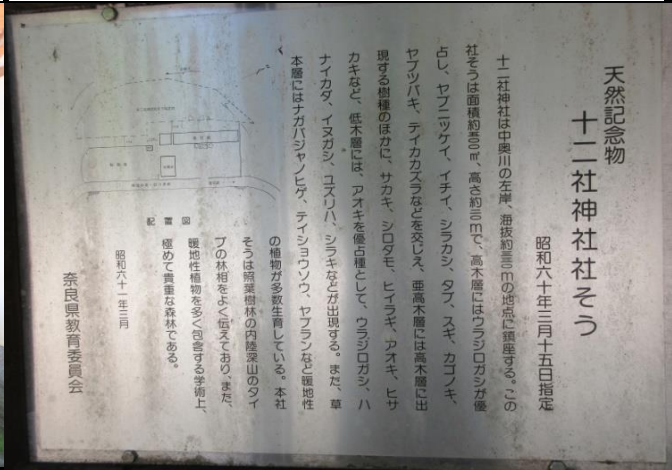 天然記念物
十二社神社社そう
昭和六十年三月十五日指定
十二社神社は中奥川の左岸、海抜約
mの地点に鎮座する。この
社そうは面積約
㎡、高さ約
mで、高木層にはウラジロガシが優
占し、ヤブニッケイ、イチイ、シラカシ、タブ、スギ、カゴノキ、
ヤブツバキ、テイカカズラなどを交じえ、亜高木層には高木層に出
現する樹種のほかに、サカキ、シロダモ、ヒイラギ、アオキ、ヒサ
カキなど、低木層には、アオキを優占種として、ウラジロガシ、ハ
ナイカダ、イヌガシ、ユズリハ、シラキなどが出現する。また、草
本層にはナガバジャノヒゲ、テイショウソウ、ヤブランなど暖地性
の植物が多数生育している。本社
そうは照葉樹林の内陸深山のタイ
プの林相をよく伝えており、また、
暖地性植物を多く包含する学術上、
極めて貴重な森林である。
昭和六十一年三月
奈良県教育委員会
配置図